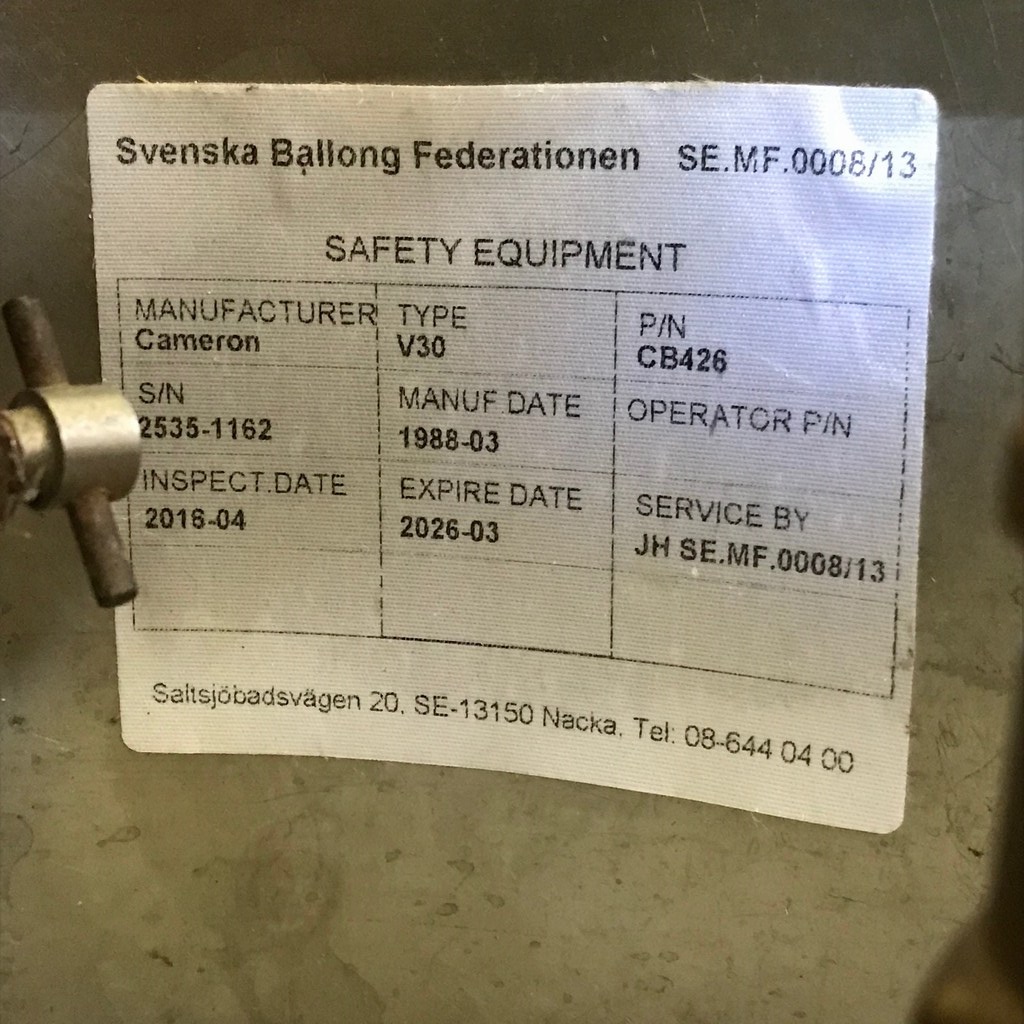 Svenska Ballong Federationen SE.MF.0008/13
SAFETY EQUIPMENT
MANUFACTURER TYPE P/N
Cameron V30 CB426
S/N MANUF.DATE OPERATOR P/N
2535-1162 1988-03
INSPECT.DATE EXPIRE DATE SERVICE BY
2016-04 2026-03 JH SE.MF.0008/13
Saltsjöbadsvägen 20, SE-13150 Nacka, Tel: 08-644 04 00